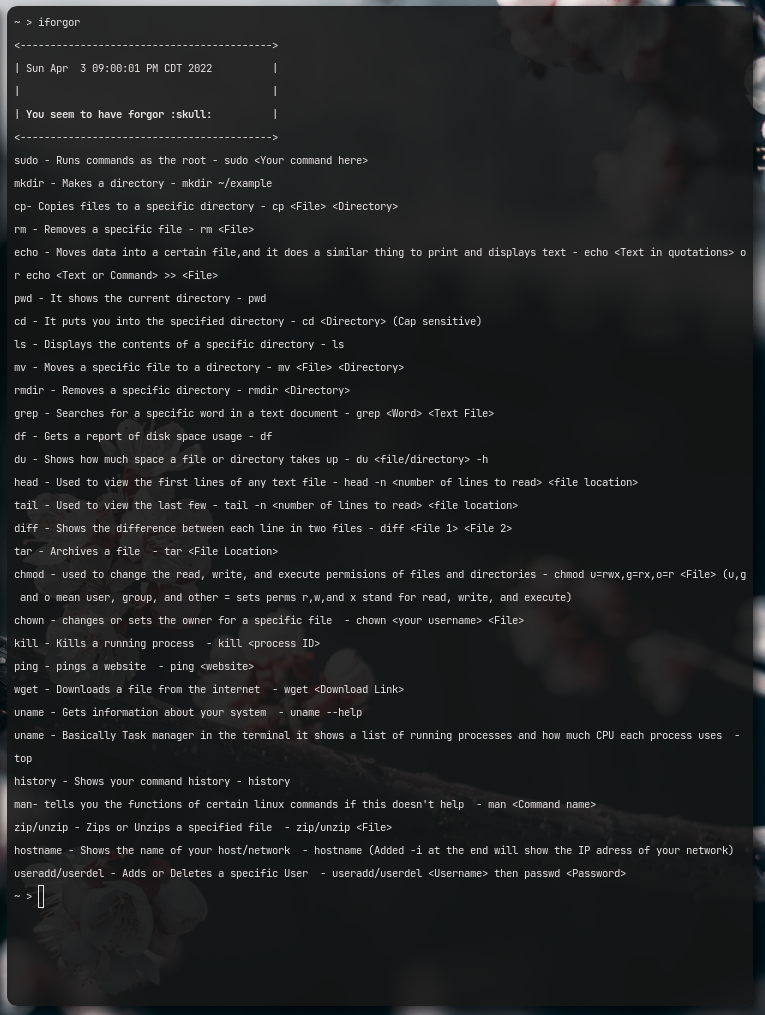 ~ > iforgor
<------------------------------------------>
| Sun Apr  3 09:00:01 PM CDT 2022          |
|                                          |
| You seem to have forgor :skull:          |
<------------------------------------------>
sudo - Runs commands as the root - sudo <Your command here>
mkdir - Makes a directory - mkdir ~/example
cp- Copies files to a specific directory - cp <File> <Directory>
rm - Removes a specific file - rm <File>
echo - Moves data into a certain file,and it does a similar thing to print and displays text - echo <Text in quotations> o
r echo <Text or Command> >> <File>
pwd - It shows the current directory - pwd
cd - It puts you into the specified directory - cd <Directory> (Cap sensitive)
ls - Displays the contents of a specific directory - ls
mv - Moves a specific file to a directory - mv <File> <Directory>
rmdir - Removes a specific directory - rmdir <Directory>
grep - Searches for a specific word in a text document - grep <Word> <Text File>
df - Gets a report of disk space usage - df
du - Shows how much space a file or directory takes up - du <file/directory> -h
head - Used to view the first lines of any text file - head -n <number of lines to read> <file location>
tail - Used to view the last few - tail -n <number of lines to read> <file location>
diff - Shows the difference between each line in two files - diff <File 1> <File 2>
tar - Archives a file  - tar <File Location>
chmod - used to change the read, write, and execute permisions of files and directories - chmod u=rwx,g=rx,o=r <File> (u,g
 and o mean user, group, and other = sets perms r,w,and x stand for read, write, and execute)
chown - changes or sets the owner for a specific file  - chown <your username> <File>
kill - Kills a running process  - kill <process ID>
ping - pings a website  - ping <website>
wget - Downloads a file from the internet  - wget <Download Link>
uname - Gets information about your system  - uname --help
uname - Basically Task manager in the terminal it shows a list of running processes and how much CPU each process uses  -
top
history - Shows your command history - history
man- tells you the functions of certain linux commands if this doesn't help  - man <Command name>
zip/unzip - Zips or Unzips a specified file  - zip/unzip <File>
hostname - Shows the name of your host/network  - hostname (Added -i at the end will show the IP adress of your network)
useradd/userdel - Adds or Deletes a specific User  - useradd/userdel <Username> then passwd <Password>
~ >